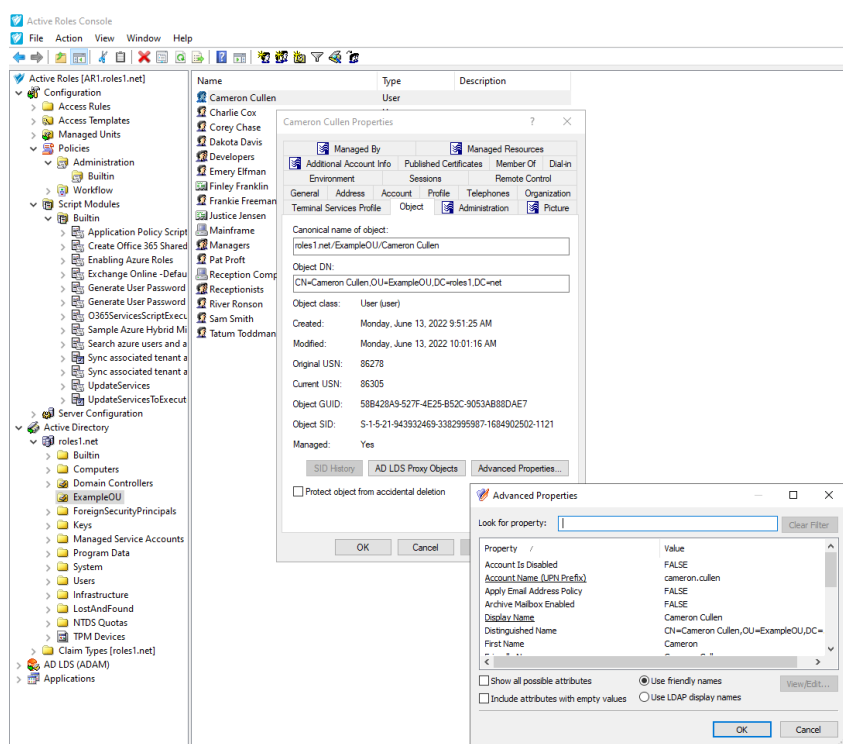 Active Roles Console
File Action View Window Help
Active Roles [AR1.roles1.net]
Configuration
Access Rules
Access Templates
Managed Units
Policies
Administration
Builtin
Workflow
Script Modules
Builtin
Application Policy Script
Create Office 365 Shared
Enabling Azure Roles
Exchange Online -Defau
Generate User Password
Generate User Password
O365ServicesScriptExecu
Sample Azure Hybrid Mi
Search azure users and a
Sync associated tenant a
Sync associated tenant a
UpdateServices
UpdateServicesToExecut
Server Configuration
Active Directory
roles1.net
Builtin
Computers
Domain Controllers
ExampleOU
ForeignSecurityPrincipals
Keys
Managed Service Accounts
Program Data
System
Users
Infrastructure
LostAndFound
NTDS Quotas
TPM Devices
Claim Types [roles1.net]
AD LDS (ADAM)
Applications
Name Type Description
Cameron Cullen User
Charlie Cox
Corey Chase
Dakota Davis
Developers
Emery Elfman
Finley Franklin
Frankie Freeman
Justice Jensen
Mainframe
Managers
Pat Proft
Reception Comp
Receptionists
River Ronson
Sam Smith
Tatum Toddman
Cameron Cullen Properties ?
Managed By Managed Resources
Additional Account Info Published Certificates Member Of Dial-in
Environment Sessions Remote Control
General Address Account Profile Telephones Organization
Terminal Services Profile Object Administration Picture
Canonical name of object:
roles1.net/ExampleOU/Cameron Cullen
Object DN:
CN=Cameron Cullen,OU=ExampleOU,DC=roles1,DC=net
Object class: User (user)
Created: Monday, June 13, 2022 9:51:25 AM
Modified: Monday, June 13, 2022 10:01:16 AM
Original USN: 86278
Current USN: 86305
Object GUID: 58B428A9-527F-4E25-B52C-9053AB88DAE7
Object SID: S-1-5-21-943932469-3382995987-1684902502-1121
Managed: Yes
SID History AD LDS Proxy Objects Advanced Properties...
Protect object from accidental deletion
OK Cancel
Advanced Properties
Look for property: Clear Filter
Property / Value
Account Is Disabled FALSE
Account Name (UPN Prefix) cameron.cullen
Apply Email Address Policy FALSE
Archive Mailbox Enabled FALSE
Display Name Cameron Cullen
Distinguished Name CN=Cameron Cullen,OU=ExampleOU,DC=
First Name Cameron
Show all possible attributes Use friendly names View/Edit...
Include attributes with empty values Use LDAP display names
OK Cancel